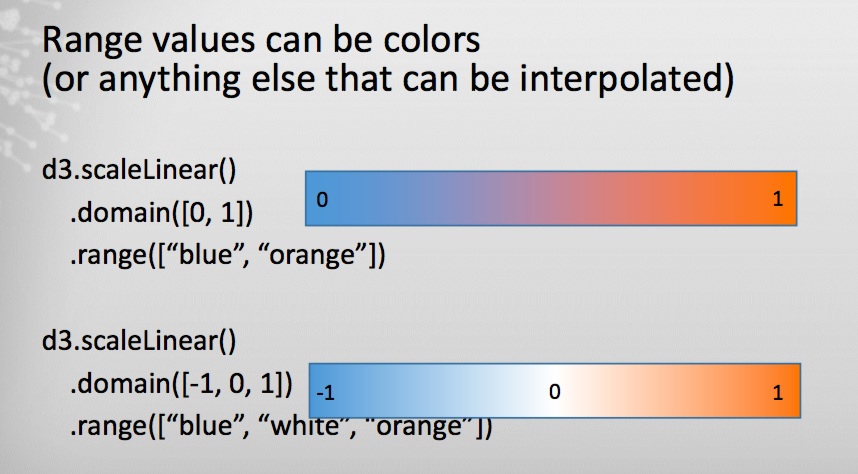 Range values can be colors
(or anything else that can be interpolated)
d3.scaleLinear()
.domain([0, 1])
.range([“blue”, “orange”])
0
1
d3.scaleLinear()
.domain([-1, 0, 1])
.range([“blue”, “white”, “orange”])
-1
0
1